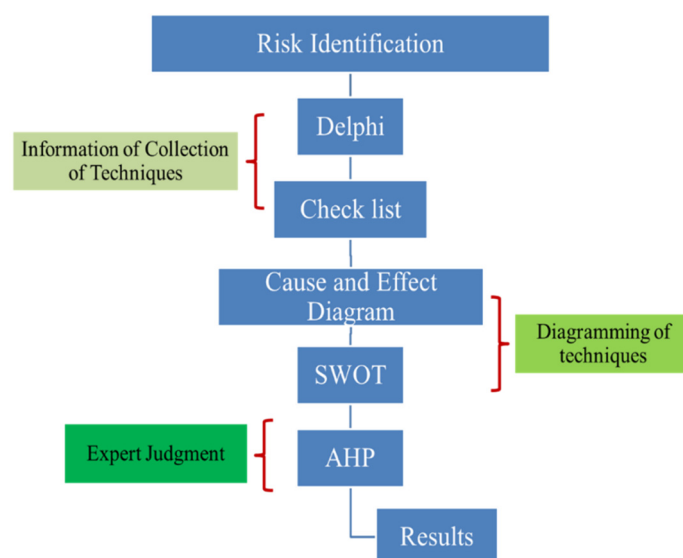 Risk Identification
Delphi
Information of Collection
of Techniques
Check list
Cause and Effect
Diagram
Diagramming of
techniques
SWOT
Expert Judgment
AHP
Results